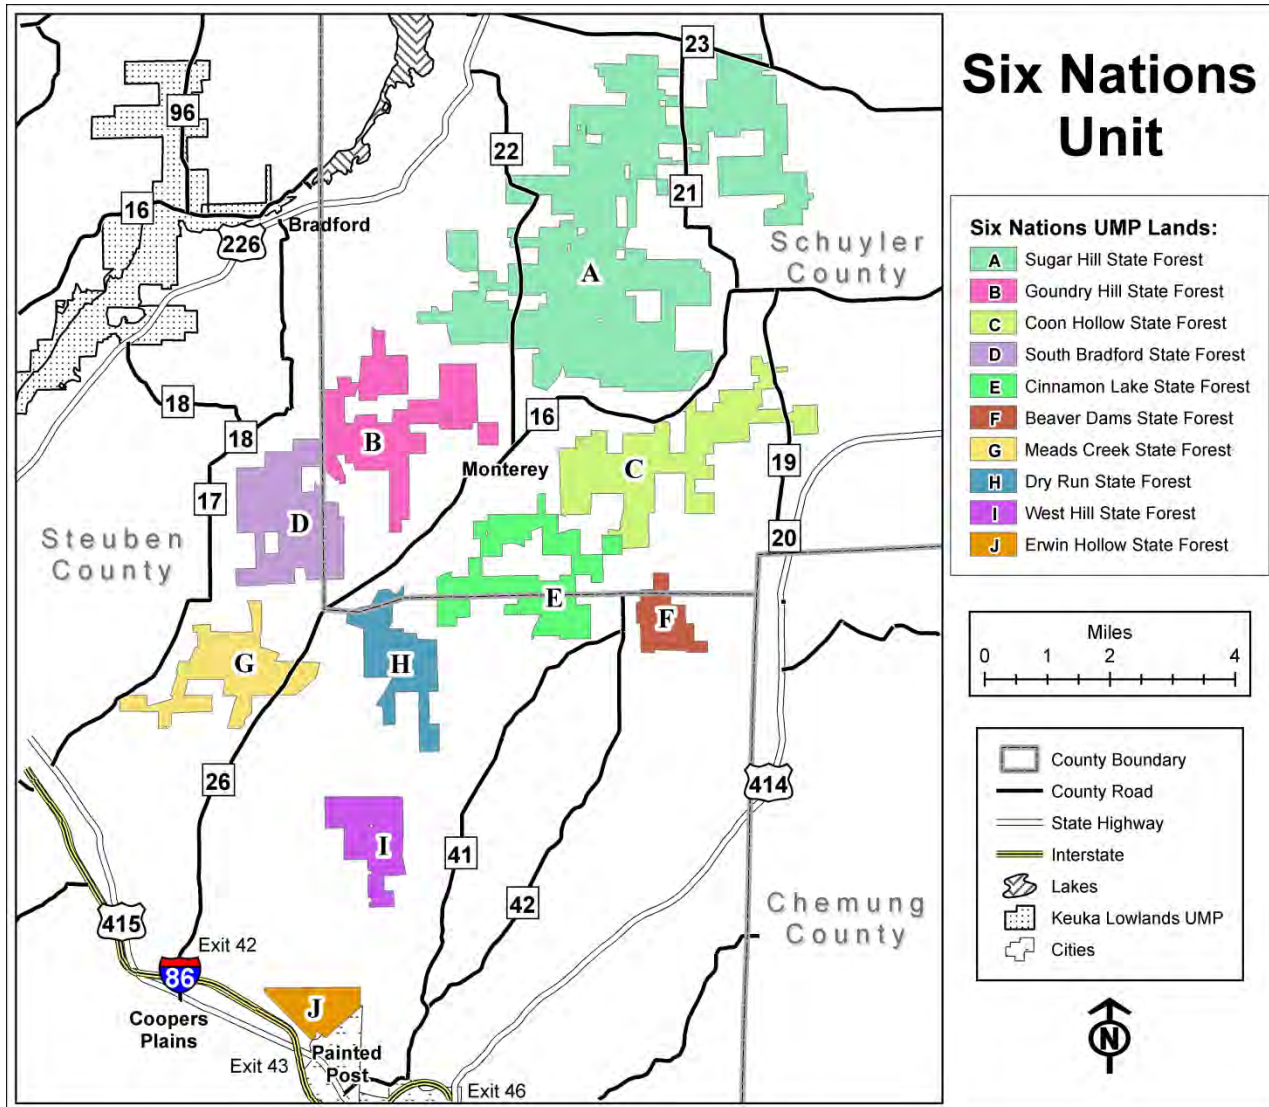 Six Nations
Unit
Six Nations UMP Lands:
A Sugar Hill State Forest
B Goundry Hill State Forest
C Coon Hollow State Forest
D South Bradford State Forest
E Cinnamon Lake State Forest
F Beaver Dams State Forest
G Meads Creek State Forest
H Dry Run State Forest
I West Hill State Forest
J Erwin Hollow State Forest
Miles
0 1 2 4
County Boundary
County Road
State Highway
Interstate
Lakes
Keuka Lowlands UMP
Cities
N
23
96
22
21
16
Bradford
226
Schuyler
County
A
18
18
16
B
Monterey
C
19
17
D
20
Steuben
County
E
F
G
H
26
414
I
41
42
Chemung
County
415
Exit 42
86
J
Coopers
Plains
Painted
Post
Exit 43
Exit 46